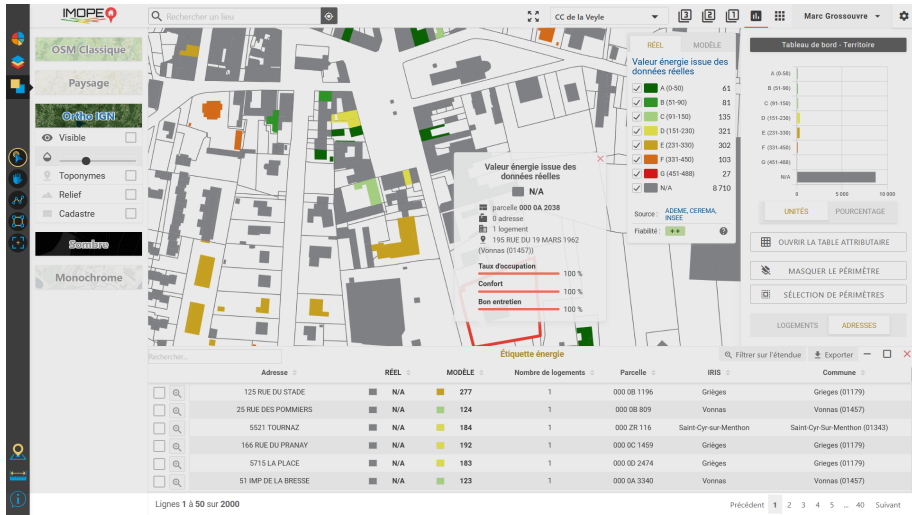 IMOPE
Rechercher un lieu
CC de la Veyle
3 2 1
Marc Grossouvre
OSM Classique
Paysage
Ortho IGN
Visible
Toponymes
Relief
Cadastre
Sombre
Monochrome
RÉEL MODÈLE
Valeur énergie issue des
données réelles
A (0-50) 61
B (51-90) 81
C (91-150) 135
D (151-230) 321
E (231-330) 302
F (331-450) 103
G (451-488) 27
N/A 8 710
Source : ADEME, CEREMA,
INSEE
Fiabilité : ++
Valeur énergie issue des
données réelles
N/A
parcelle 000 0A 2038
0 adresse
1 logement
195 RUE DU 19 MARS 1962
(Vonnas (01457))
Taux d'occupation
100 %
Confort
100 %
Bon entretien
100 %
Tableau de bord - Territoire
A (0-50)
B (51-90)
C (91-150)
D (151-230)
E (231-330)
F (331-450)
G (451-488)
N/A
0 5 000 10 000
UNITÉS POURCENTAGE
OUVRIR LA TABLE ATTRIBUTAIRE
MASQUER LE PÉRIMÈTRE
SÉLECTION DE PÉRIMÈTRES
LOGEMENTS ADRESSES
Rechercher...
Étiquette énergie
Filtrer sur l'étendue Exporter
Adresse RÉEL MODÈLE Nombre de logements Parcelle IRIS Commune
125 RUE DU STADE N/A 277 1 000 0B 1196 Grièges Grieges (01179)
25 RUE DES POMMIERS N/A 124 1 000 0B 809 Vonnas Vonnas (01457)
5521 TOURNAZ N/A 184 1 000 ZR 116 Saint-Cyr-sur-Menthon Saint-Cyr-Sur-Menthon (01343)
166 RUE DU PRANAY N/A 192 1 000 0C 1459 Grièges Grieges (01179)
5715 LA PLACE N/A 183 1 000 0D 2474 Grièges Grieges (01179)
51 IMP DE LA BRESSE N/A 123 1 000 0A 3340 Vonnas Vonnas (01457)
Lignes 1 à 50 sur 2000
Précédent 1 2 3 4 5 ... 40 Suivant